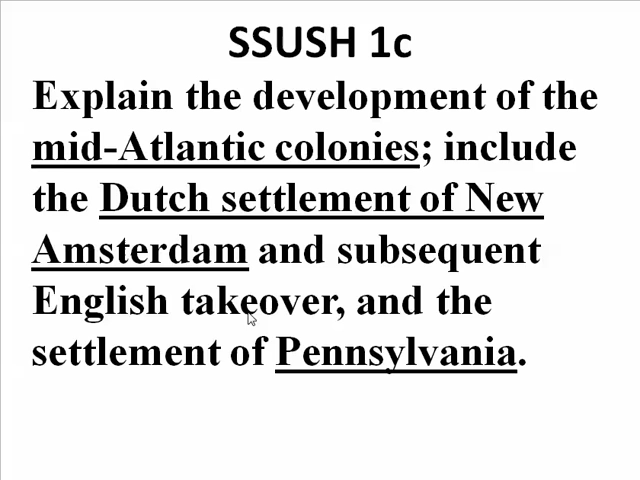 SSUSH 1c
Explain the development of the
mid-Atlantic colonies; include
the Dutch settlement of New
Amsterdam and subsequent
English takeover, and the
settlement of Pennsylvania.